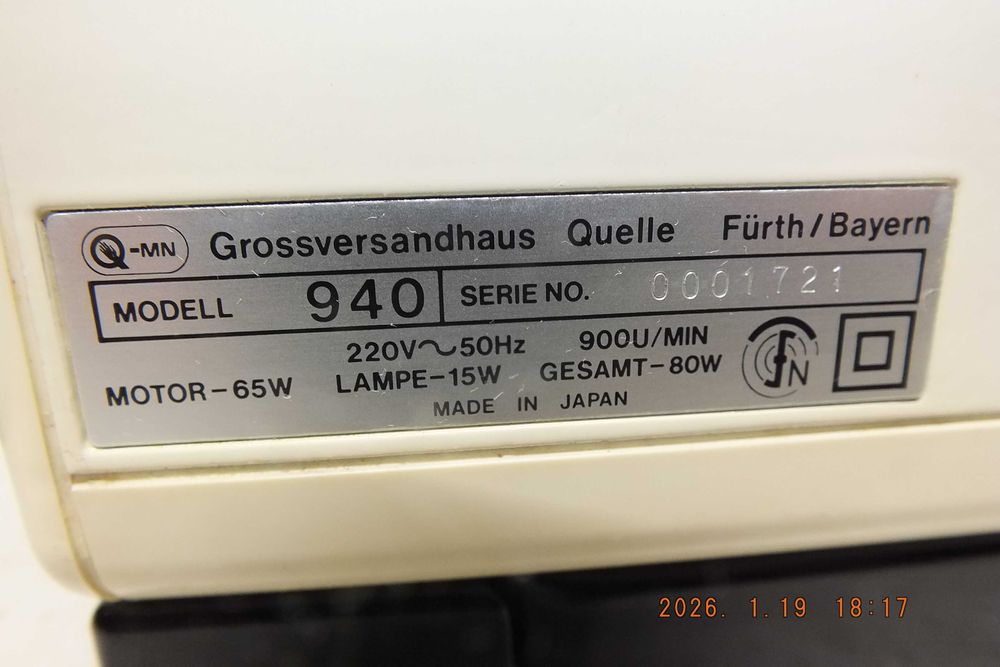 Q-MN Grossversandhaus Quelle Fürth/Bayern
MODELL 940 SERIE NO. 0001721
220V~50Hz 900U/MIN
MOTOR-65W LAMPE-15W GESAMT-80W
MADE IN JAPAN
FN
2026. 1.19 18:17